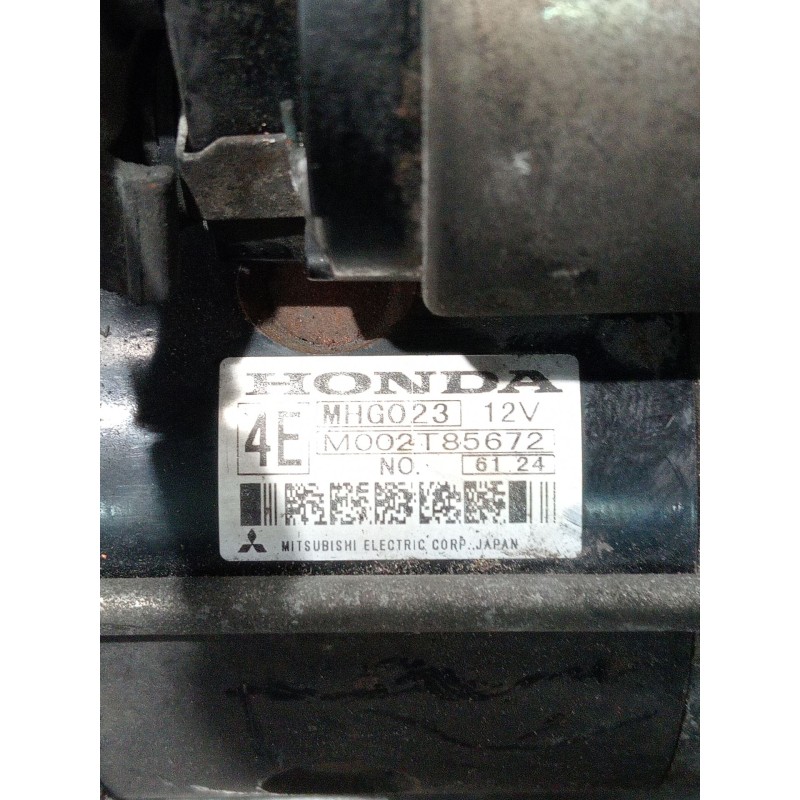 HONDA
4E MHG023 12V
M002T85672
NO. 61 24
MITSUBISHI ELECTRIC CORP. JAPAN